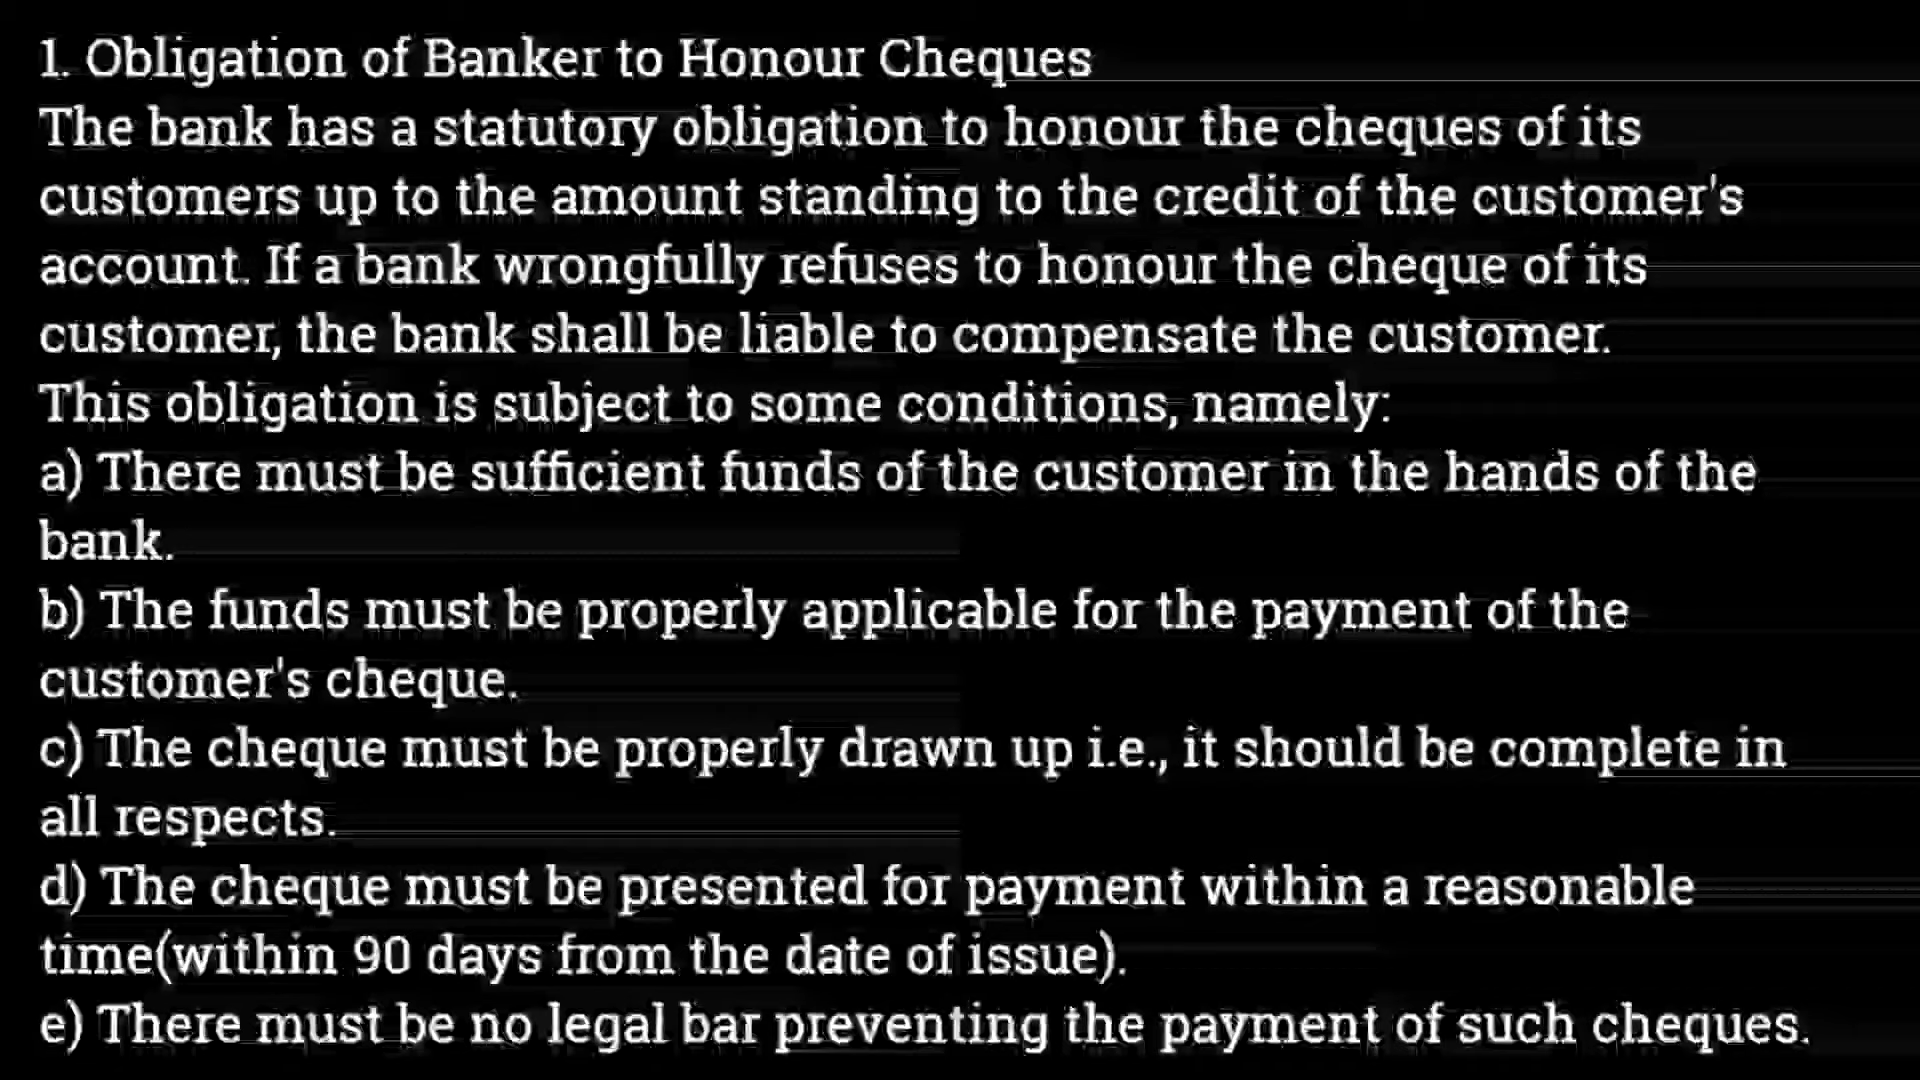 1. Obligation of Banker to Honour Cheques
The bank has a statutory obligation to honour the cheques of its
customers up to the amount standing to the credit of the customer's
account. If a bank wrongfully refuses to honour the cheque of its
customer, the bank shall be liable to compensate the customer.
This obligation is subject to some conditions, namely:
a) There must be sufficient funds of the customer in the hands of the
bank.
b) The funds must be properly applicable for the payment of the
customer's cheque.
c) The cheque must be properly drawn up i.e., it should be complete in
all respects.
d) The cheque must be presented for payment within a reasonable
time(within 90 days from the date of issue).
e) There must be no legal bar preventing the payment of such cheques.